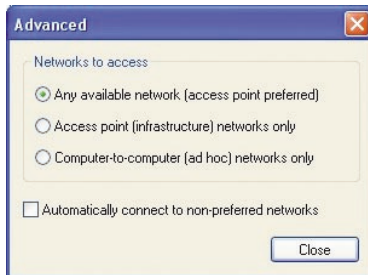 Advanced
Networks to access
Any available network (access point preferred)
Access point (infrastructure) networks only
Computer-to-computer (ad hoc) networks only
Automatically connect to non-preferred networks
Close